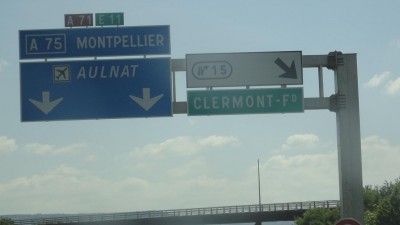 A 71 E 11
A 75 MONTPELLIER
AULNAT
n° 15
CLERMONT-Fd